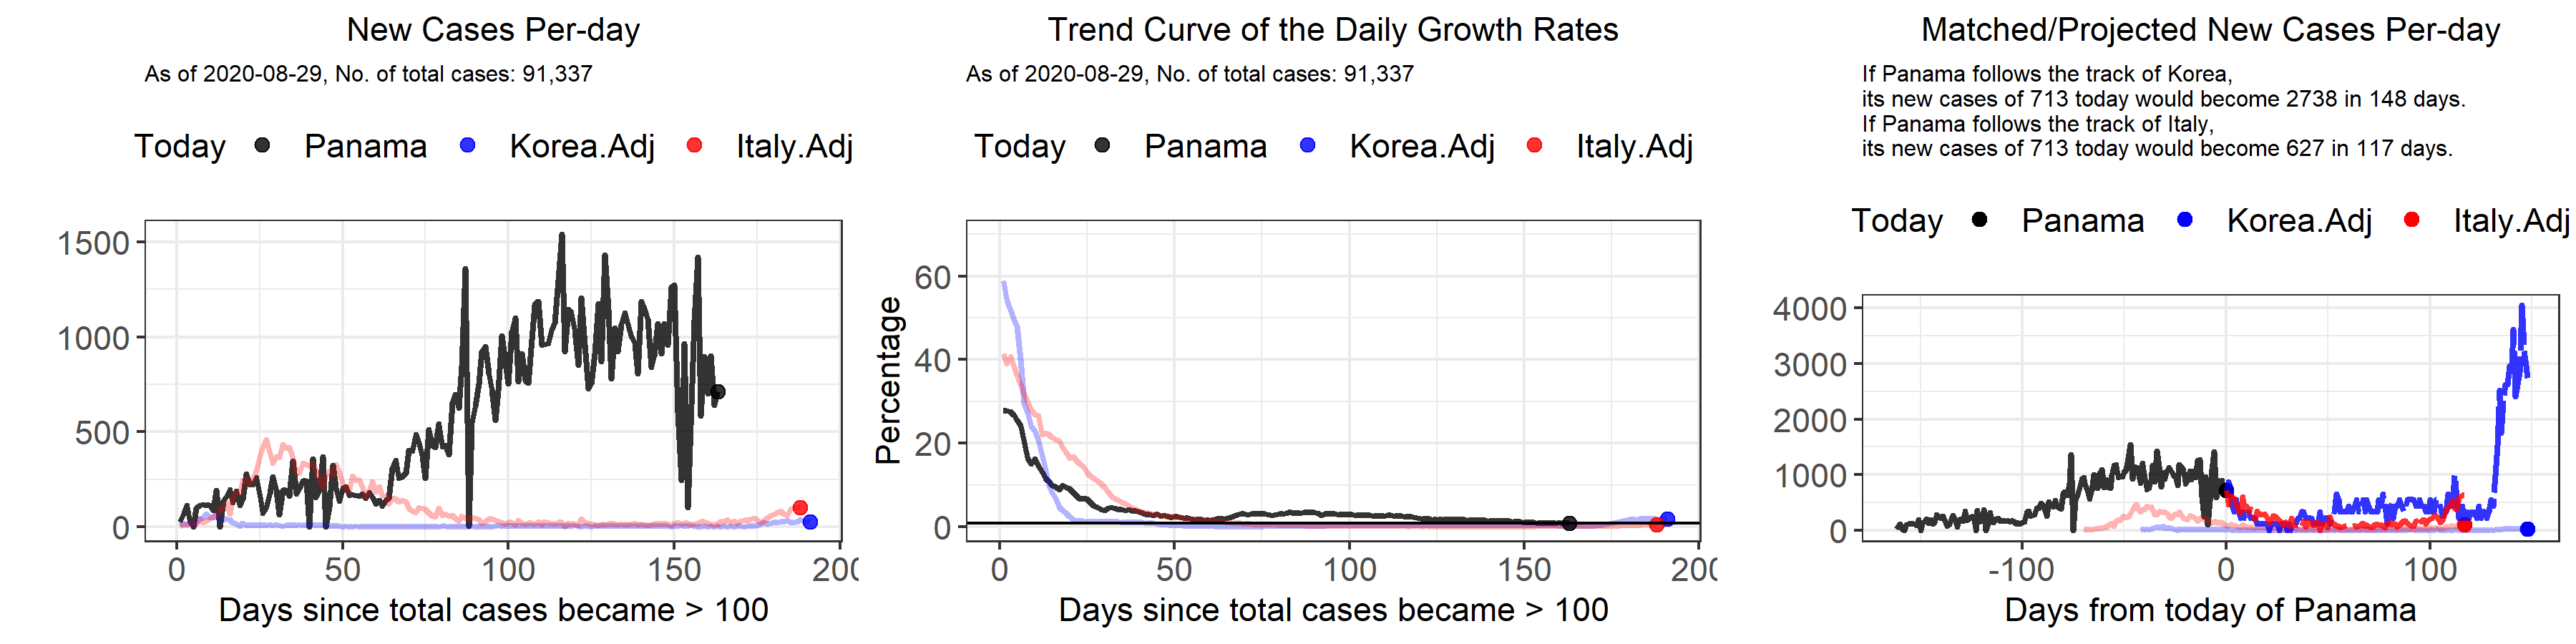 New Cases Per-day
As of 2020-08-29, No. of total cases: 91,337
Today Panama Korea.Adj Italy.Adj
1500
1000
500
0
0 50 100 150 200
Days since total cases became > 100
Trend Curve of the Daily Growth Rates
As of 2020-08-29, No. of total cases: 91,337
Today Panama Korea.Adj Italy.Adj
Percentage
60
40
20
0
0 50 100 150 200
Days since total cases became > 100
Matched/Projected New Cases Per-day
If Panama follows the track of Korea,
its new cases of 713 today would become 2738 in 148 days.
If Panama follows the track of Italy,
its new cases of 713 today would become 627 in 117 days.
Today Panama Korea.Adj Italy.Adj
4000
3000
2000
1000
0
-100 0 100
Days from today of Panama